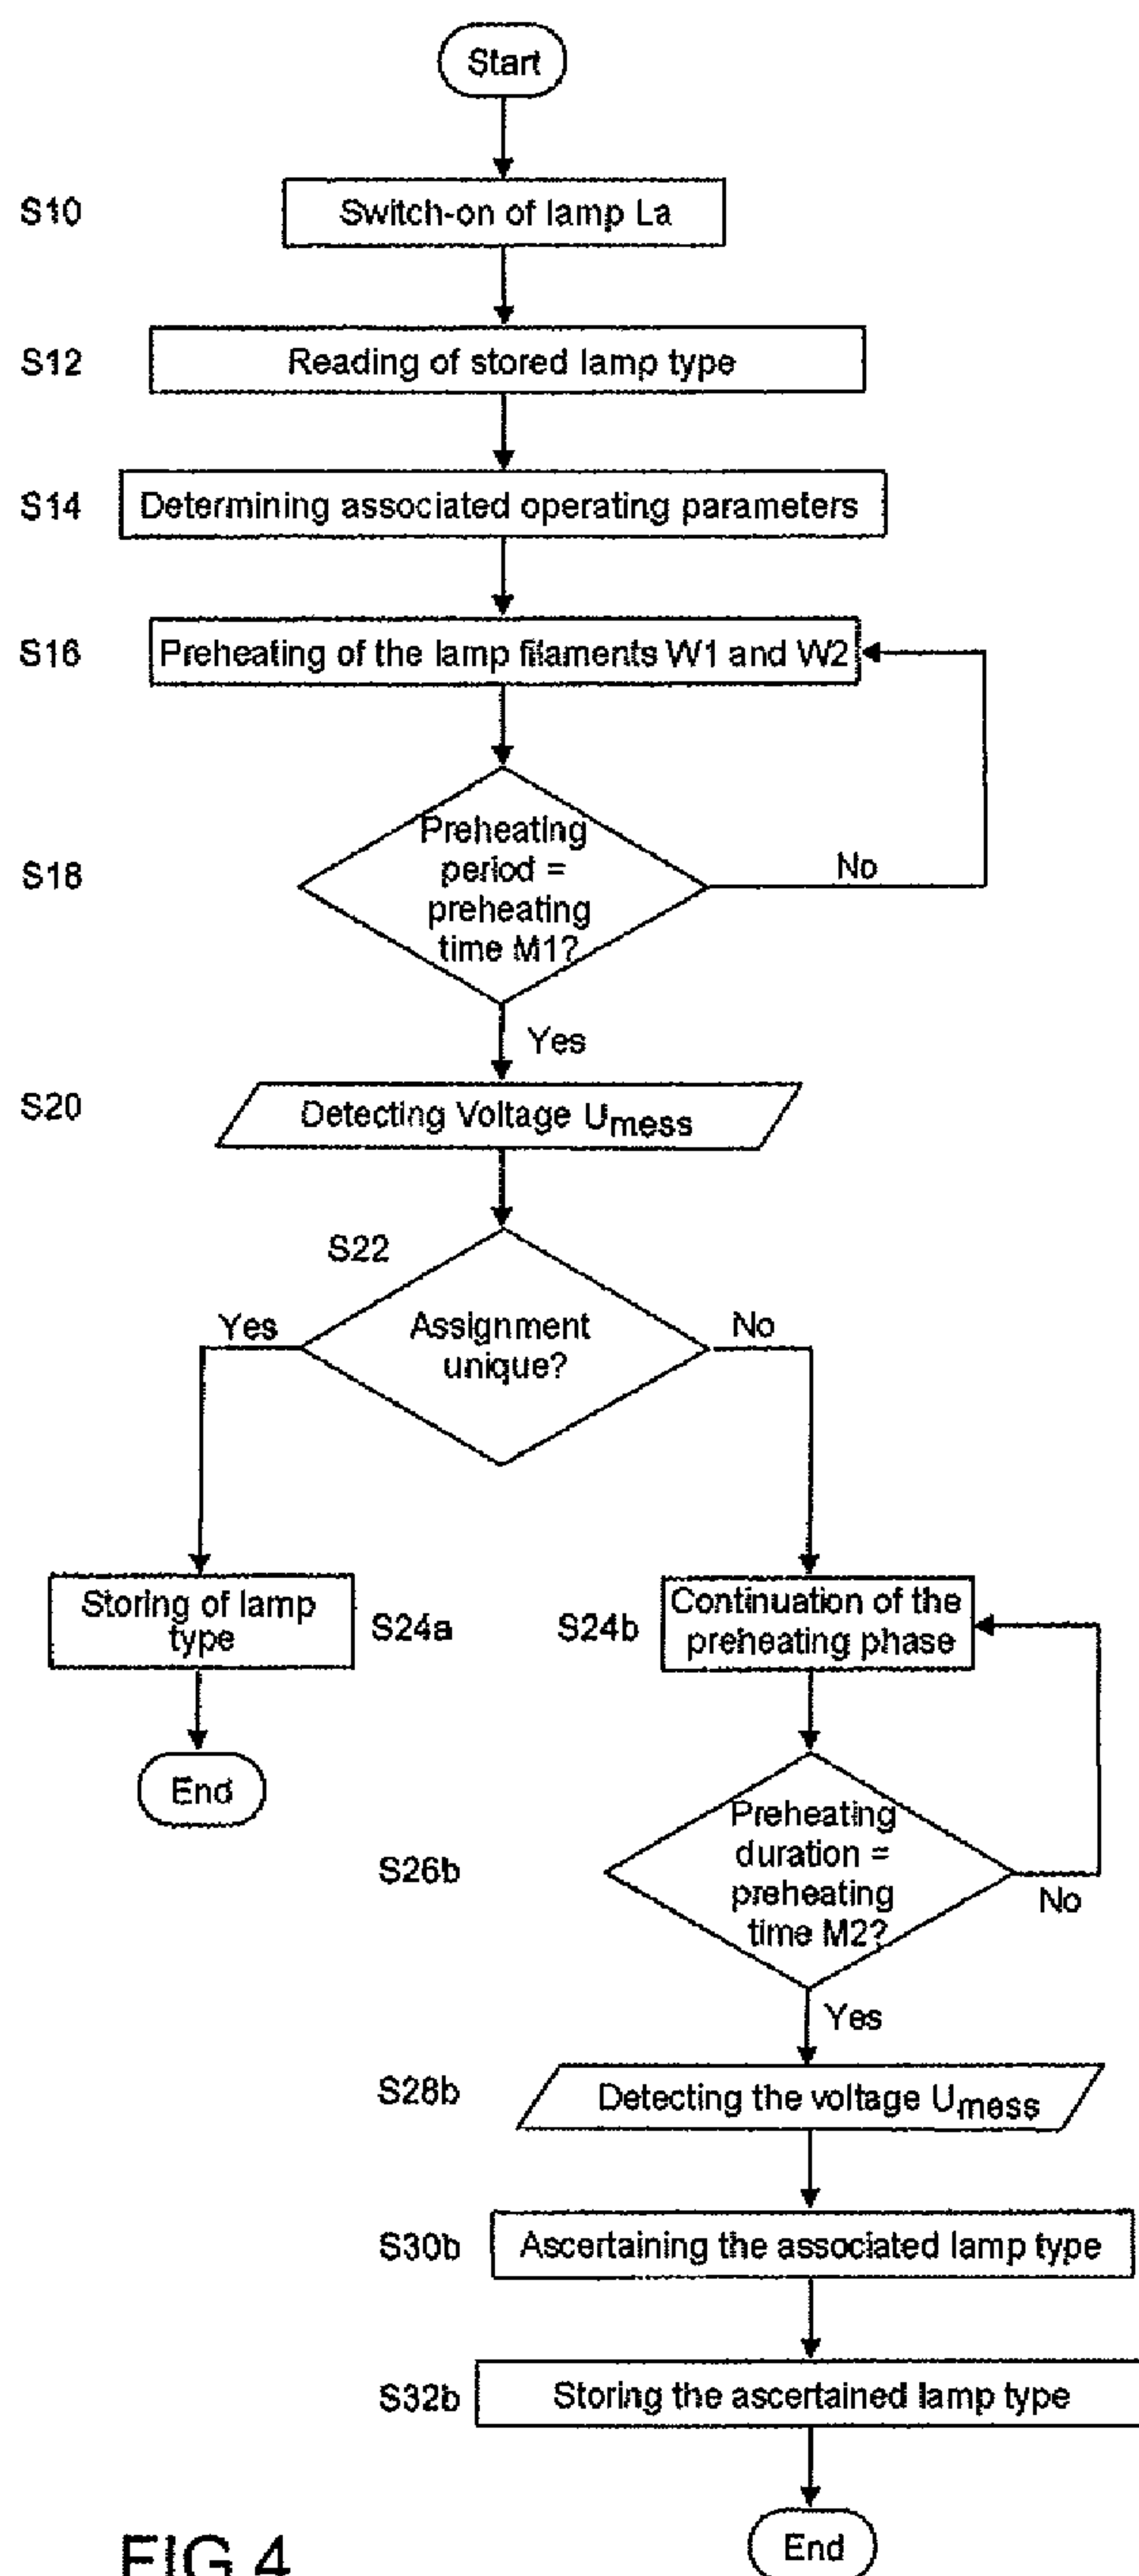 Start
S10
Switch-on of lamp La
S12
Reading of stored lamp type
S14
Determining associated operating parameters
S16
Preheating of the lamp filaments W1 and W2
S18
Preheating
period =
preheating
time M1?
No
Yes
S20
Detecting Voltage Umess
S22
Assignment
unique?
Yes
No
Storing of lamp
type
S24a
End
S24b
Continuation of the
preheating phase
S26b
Preheating
duration =
preheating
time M2?
No
Yes
S28b
Detecting the voltage Umess
S30b
Ascertaining the associated lamp type
S32b
Storing the ascertained lamp type
End
FIG 4